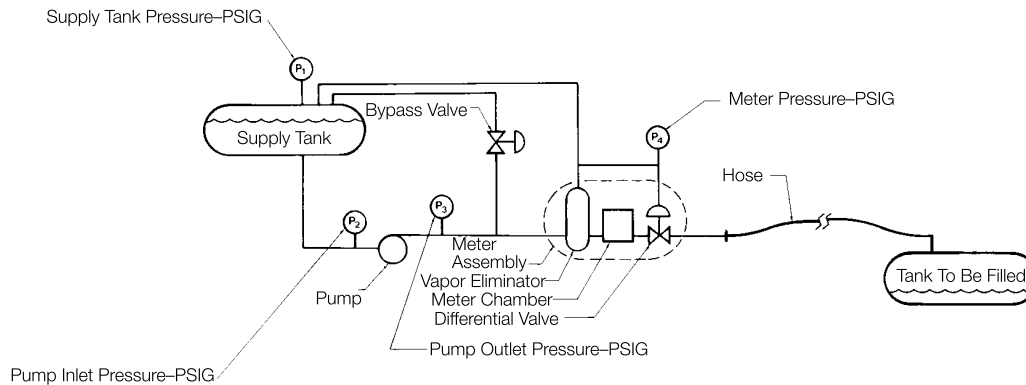 Supply Tank Pressure–PSIG
P1
Bypass Valve
Meter Pressure–PSIG
Supply Tank
P4
Hose
P3
P2
Meter
Assembly
Vapor Eliminator
Meter Chamber
Differential Valve
Tank To Be Filled
Pump
Pump Outlet Pressure–PSIG
Pump Inlet Pressure–PSIG